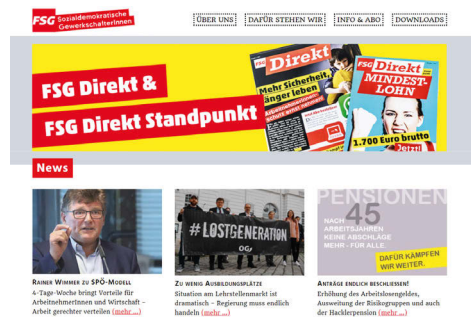 FSG Sozialdemokratische
GewerkschafterInnen
ÜBER UNS
DAFÜR STEHEN WIR
INFO & ABO
DOWNLOADS
FSG Direkt &
FSG Direkt Standpunkt
FSG Direkt
Mehr Sicherheit,
länger leben
FSG Direkt
MINDEST-
LOHN
1.700 Euro brutto
Jetzt!
News
#LOSTGENERATION
ÖGJ
PENSIONEN
NACH
45
ARBEITSJAHREN
KEINE ABSCHLÄGE
MEHR - FÜR ALLE.
DAFÜR KÄMPFEN
WIR WEITER.
Rainer Wimmer zu SPÖ-Modell
4-Tage-Woche bringt Vorteile für
ArbeitnehmerInnen und Wirtschaft –
Arbeit gerechter verteilen (mehr …)
Zu wenig Ausbildungsplätze
Situation am Lehrstellenmarkt ist
dramatisch – Regierung muss endlich
handeln (mehr …)
Anträge endlich beschließen!
Erhöhung des Arbeitslosengeldes,
Ausweitung der Risikogruppen und auch
der Hacklerpension (mehr …)